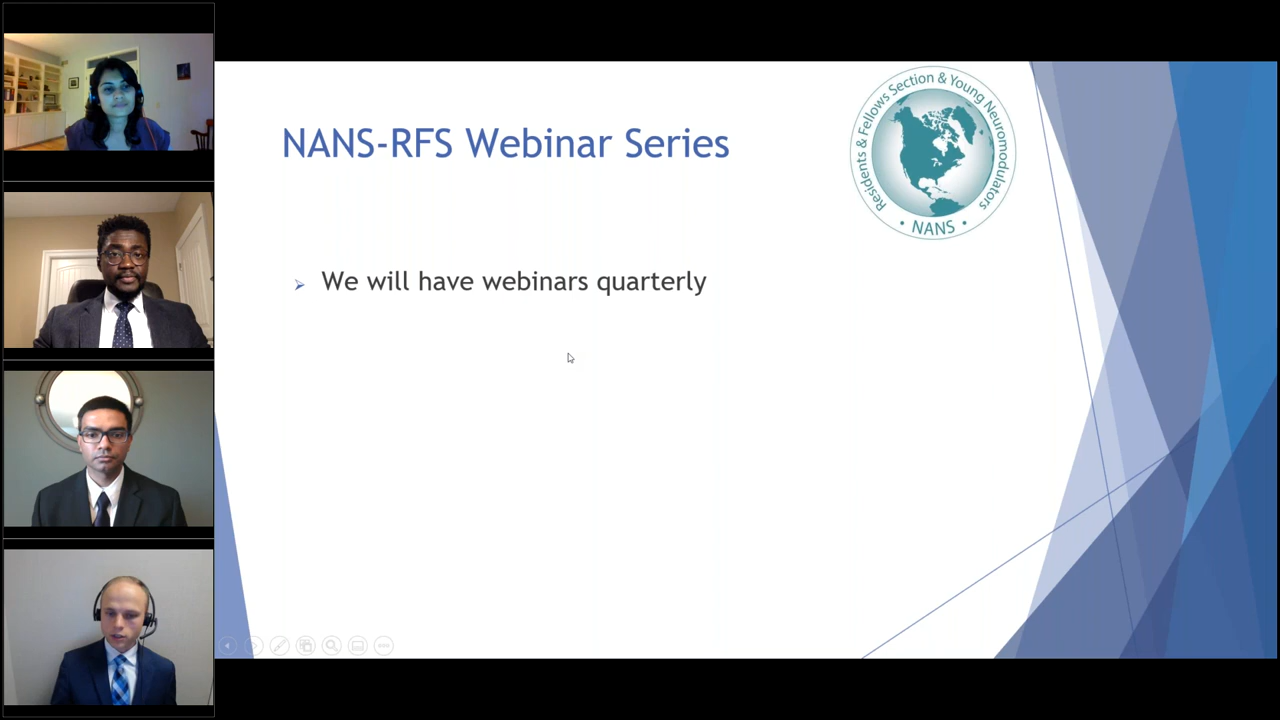 NANS-RFS Webinar Series
Residents & Fellows Section & Young Neuromodulators
• NANS •
➢ We will have webinars quarterly